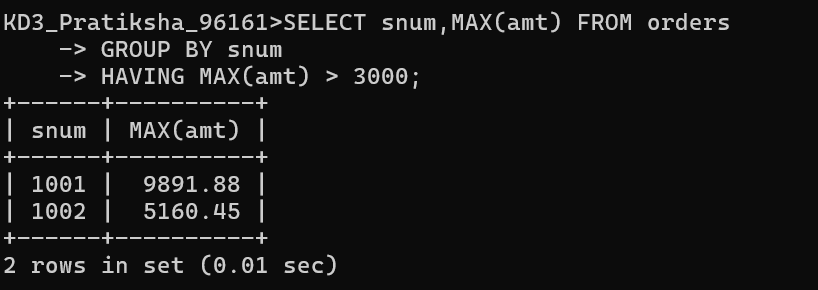 KD3_Pratiksha_96161>SELECT snum,MAX(amt) FROM orders
    -> GROUP BY snum
    -> HAVING MAX(amt) > 3000;
+------+----------+
| snum | MAX(amt) |
+------+----------+
| 1001 |  9891.88 |
| 1002 |  5160.45 |
+------+----------+
2 rows in set (0.01 sec)